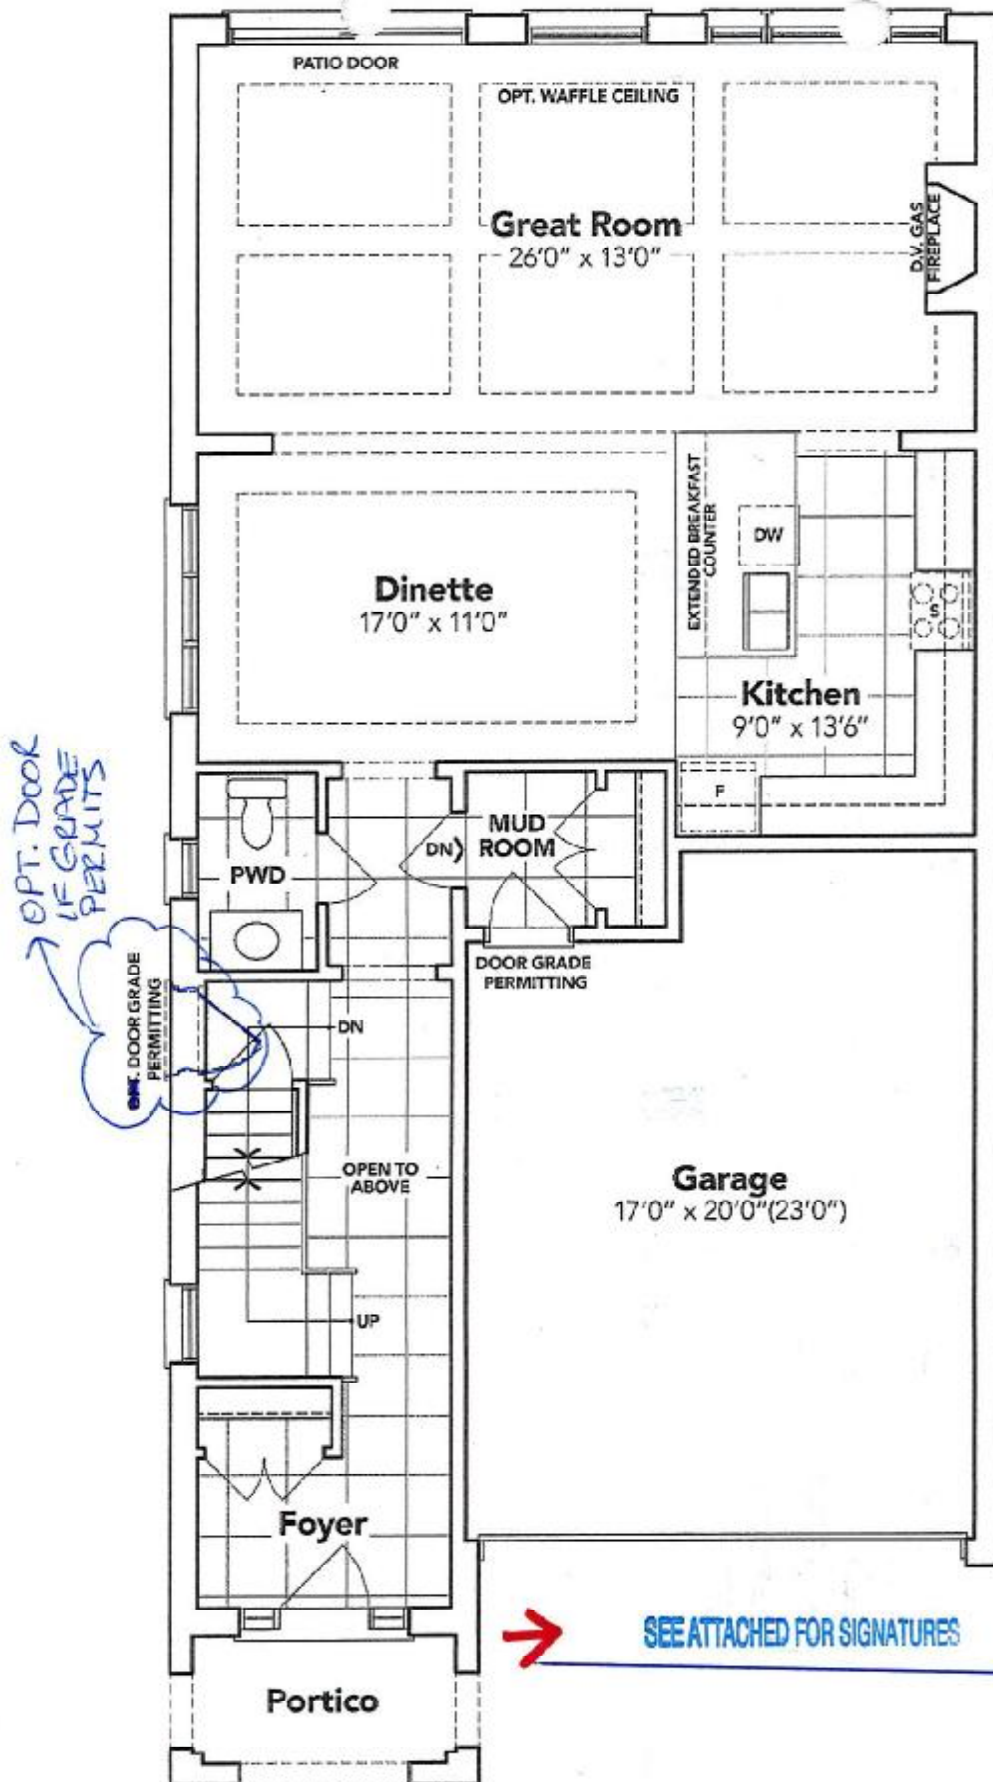 PATIO DOOR
OPT. WAFFLE CEILING
Great Room
26'0" x 13'0"
D.V. GAS
FIREPLACE
EXTENDED BREAKFAST
COUNTER
DW
Dinette
17'0" x 11'0"
S
Kitchen
9'0" x 13'6"
F
OPT. DOOR
IF GRADE
PERMITS
MUD
ROOM
DN
PWD
DOOR GRADE
PERMITTING
OPT. DOOR GRADE
PERMITTING
DN
OPEN TO
ABOVE
Garage
17'0" x 20'0"(23'0")
UP
Foyer
SEE ATTACHED FOR SIGNATURES
Portico